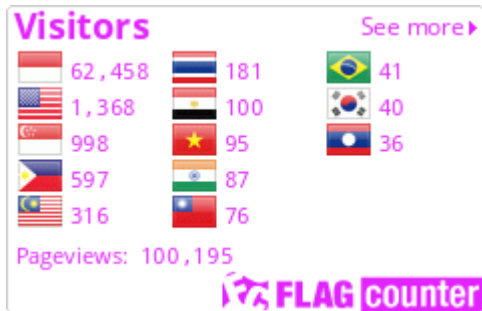 Visitors See more
62,458 181 41
1,368 100 40
998 95 36
597 87
316 76
Pageviews: 100,195
FLAG counter